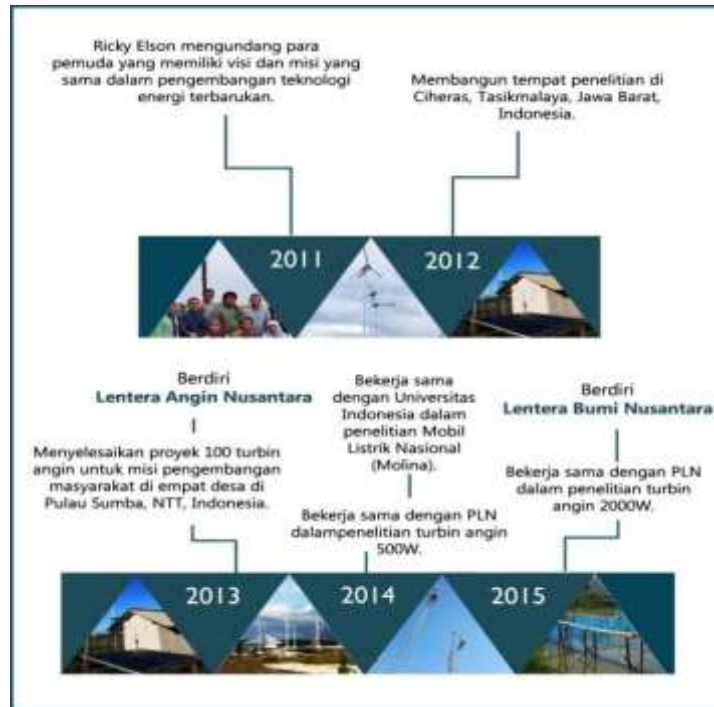 Ricky Elson mengundang para
pemuda yang memiliki visi dan misi yang
sama dalam pengembangan teknologi
energi terbarukan.
Membangun tempat penelitian di
Ciheras, Tasikmalaya, Jawa Barat,
Indonesia.
2011
2012
Berdiri
Lentera Angin Nusantara
Menyelesaikan proyek 100 turbin
angin untuk misi pengembangan
masyarakat di empat desa di
Pulau Sumba, NTT, Indonesia.
Bekerja sama
dengan Universitas
Indonesia dalam
penelitian Mobil
Listrik Nasional
(Molina).
Bekerja sama dengan PLN
dalampenelitian turbin angin
500W.
Berdiri
Lentera Bumi Nusantara
Bekerja sama dengan PLN
dalam penelitian turbin
angin 2000W.
2013
2014
2015